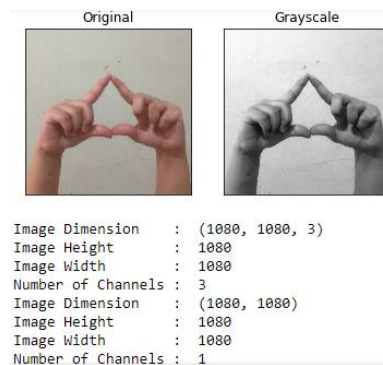 Original Grayscale
Image Dimension : (1080, 1080, 3)
Image Height : 1080
Image Width : 1080
Number of Channels : 3
Image Dimension : (1080, 1080)
Image Height : 1080
Image Width : 1080
Number of Channels : 1